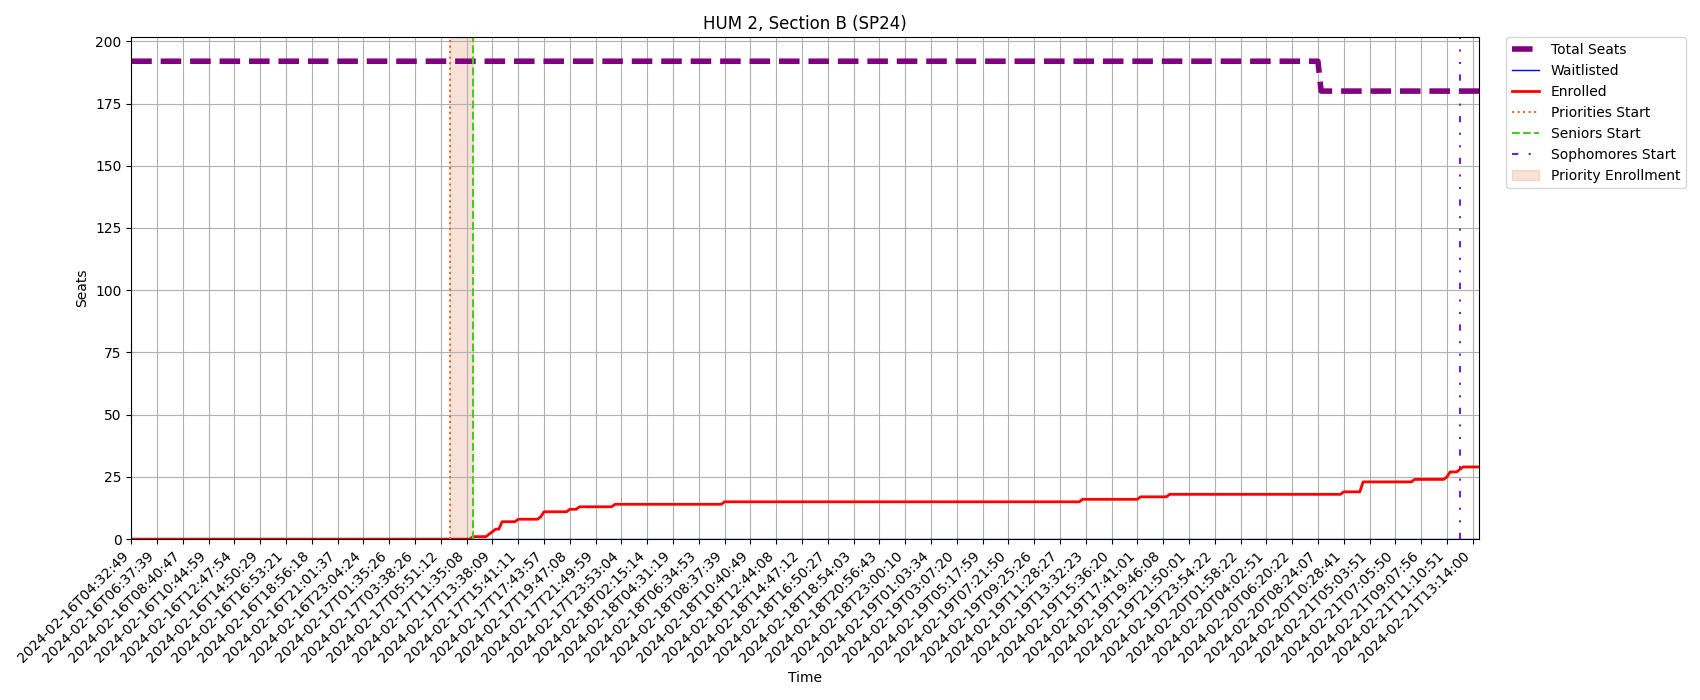 HUM 2, Section B (SP24)
200
175
150
125
100
75
50
25
0
Seats
2024-02-16T04:32:49
2024-02-16T06:37:39
2024-02-16T08:40:47
2024-02-16T10:44:59
2024-02-16T12:47:54
2024-02-16T14:50:29
2024-02-16T16:53:21
2024-02-16T18:56:18
2024-02-16T21:01:37
2024-02-16T23:04:24
2024-02-17T01:35:26
2024-02-17T03:38:26
2024-02-17T05:51:12
2024-02-17T11:35:08
2024-02-17T13:38:09
2024-02-17T15:41:11
2024-02-17T17:43:57
2024-02-17T19:47:08
2024-02-17T21:49:59
2024-02-17T23:53:04
2024-02-18T02:15:14
2024-02-18T04:31:19
2024-02-18T06:34:53
2024-02-18T08:37:39
2024-02-18T10:40:49
2024-02-18T12:44:08
2024-02-18T14:47:12
2024-02-18T16:50:27
2024-02-18T18:54:03
2024-02-18T20:56:43
2024-02-18T23:00:10
2024-02-19T01:03:34
2024-02-19T03:07:20
2024-02-19T05:17:59
2024-02-19T07:21:50
2024-02-19T09:25:26
2024-02-19T11:28:27
2024-02-19T13:32:23
2024-02-19T15:36:20
2024-02-19T17:41:01
2024-02-19T19:46:08
2024-02-19T21:50:01
2024-02-19T23:54:22
2024-02-20T01:58:22
2024-02-20T04:02:51
2024-02-20T06:20:22
2024-02-20T08:24:07
2024-02-20T10:28:41
2024-02-21T05:03:51
2024-02-21T07:05:50
2024-02-21T09:07:56
2024-02-21T11:10:51
2024-02-21T13:14:00
Time
Total Seats
Waitlisted
Enrolled
Priorities Start
Seniors Start
Sophomores Start
Priority Enrollment